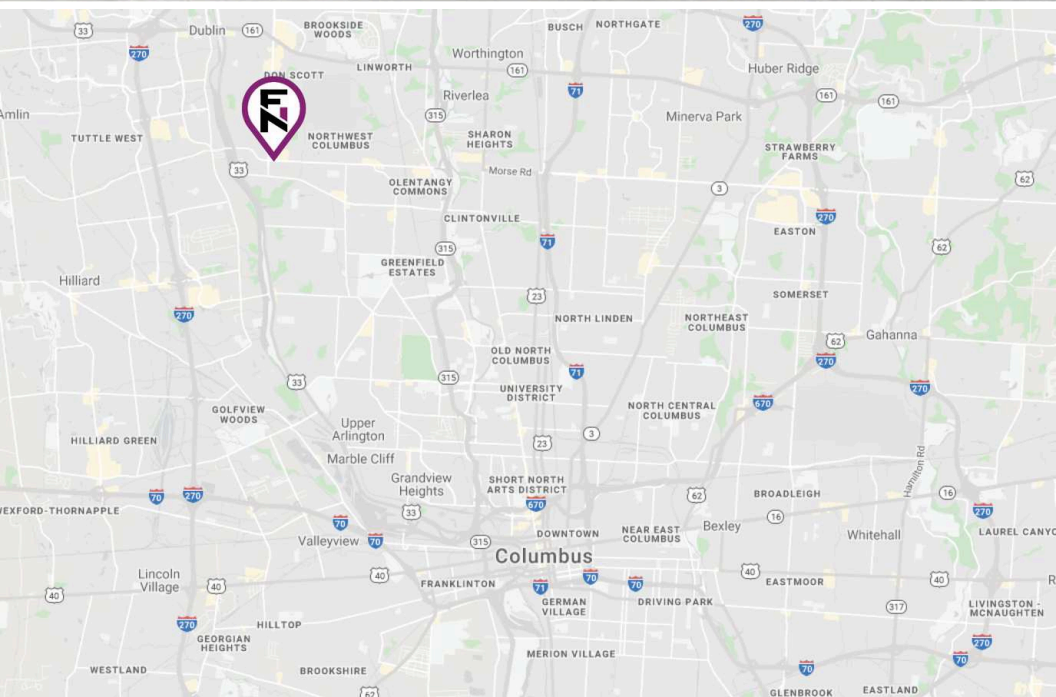 33
Dublin
161
BROOKSIDE
WOODS
BUSCH
NORTHGATE
270
270
Worthington
161
LINWORTH
DON SCOTT
Huber Ridge
71
Riverlea
161
161
315
Minerva Park
TUTTLE WEST
NORTHWEST
COLUMBUS
SHARON
HEIGHTS
STRAWBERRY
FARMS
33
Morse Rd
OLENTANGY
COMMONS
3
62
CLINTONVILLE
270
EASTON
71
315
62
GREENFIELD
ESTATES
Hilliard
23
SOMERSET
270
NORTH LINDEN
NORTHEAST
COLUMBUS
Gahanna
62
OLD NORTH
COLUMBUS
270
71
315
33
UNIVERSITY
DISTRICT
270
670
NORTH CENTRAL
COLUMBUS
GOLFVIEW
WOODS
Upper
Arlington
3
HILLIARD GREEN
23
Marble Cliff
Hamilton Rd
Grandview
Heights
SHORT NORTH
ARTS DISTRICT
70
270
62
BROADLEIGH
16
670
33
16
270
70
NEAR EAST
COLUMBUS
Bexley
Whitehall
DOWNTOWN
Valleyview
70
315
Columbus
Lincoln
Village
40
FRANKLINTON
40
40
71
70
70
40
EASTMOOR
40
GERMAN
VILLAGE
DRIVING PARK
317
LIVINGSTON -
MCNAUGHTEN
270
HILLTOP
GEORGIAN
HEIGHTS
270
MERION VILLAGE
70
70
WESTLAND
BROOKSHIRE
62
GLENBROOK
EASTLAND